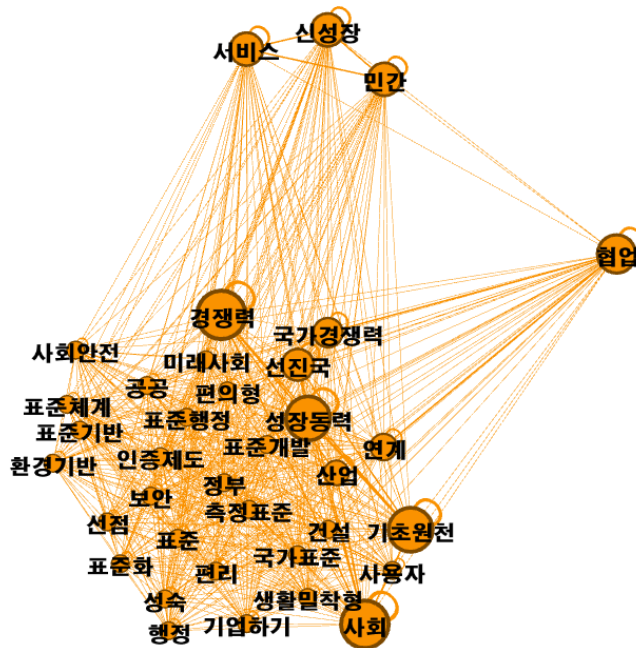 신성장
서비스
민간
협업
경쟁력
국가경쟁력
사회안전
미래사회
선진국
공공
편의형
표준체계
표준행정
성장동력
표준기반
표준개발
연계
환경기반
인증제도
산업
정부
보안
측정표준
선점
건설
기초원천
표준
국가표준
표준화
편리
사용자
성숙
생활밀착형
행정
기업하기
사회